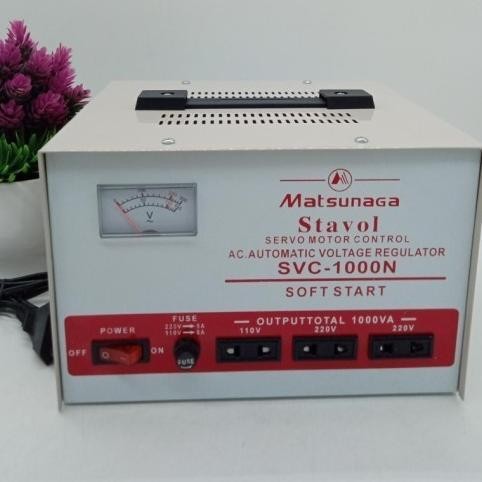 Matsunaga
Stavol
SERVO MOTOR CONTROL
AC.AUTOMATIC VOLTAGE REGULATOR
SVC-1000N
SOFT START
V
POWER
OFF
ON
FUSE
220V→5A
110V→8A
OUTPUTTOTAL 1000VA
110V 220V 220V
FUSE